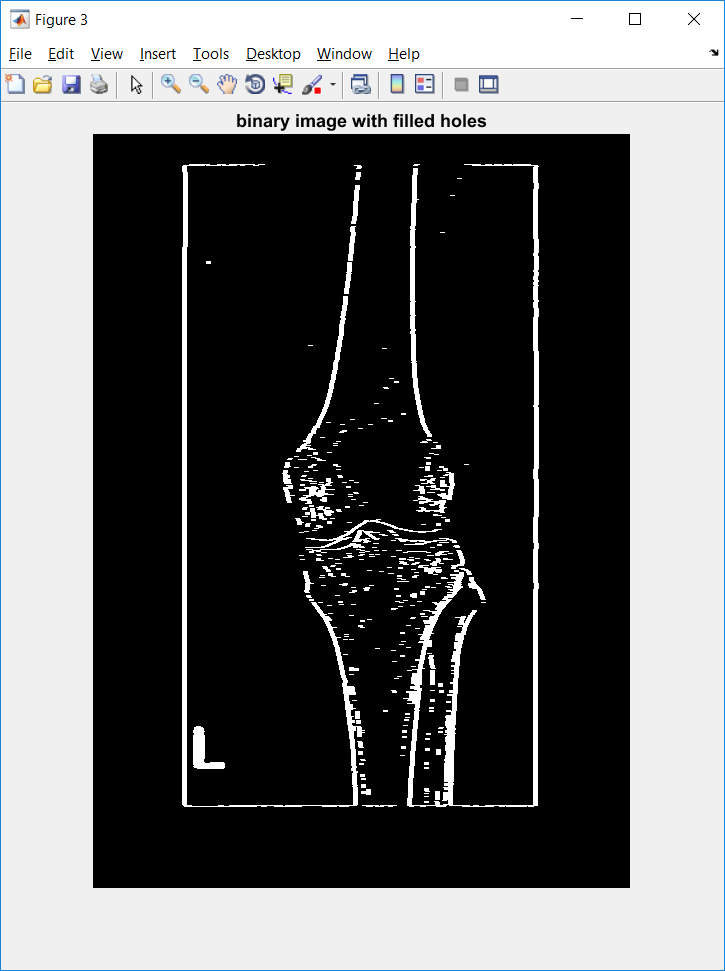 Figure 3
File Edit View Insert Tools Desktop Window Help
binary image with filled holes
L